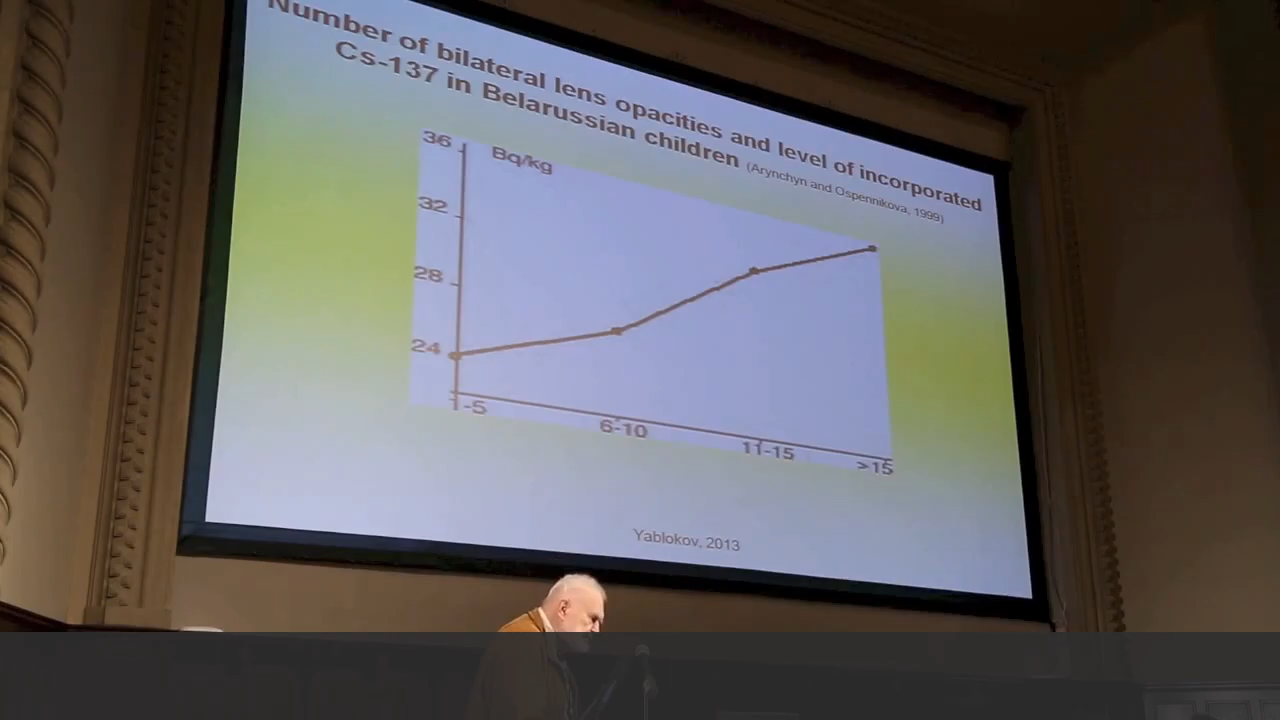 Number of bilateral lens opacities and level of incorporated
Cs-137 in Belarussian children (Arynchyn and Ospennikova, 1999)
36
Bq/kg
32
28
24
1-5
6-10
11-15
>15
Yablokov, 2013